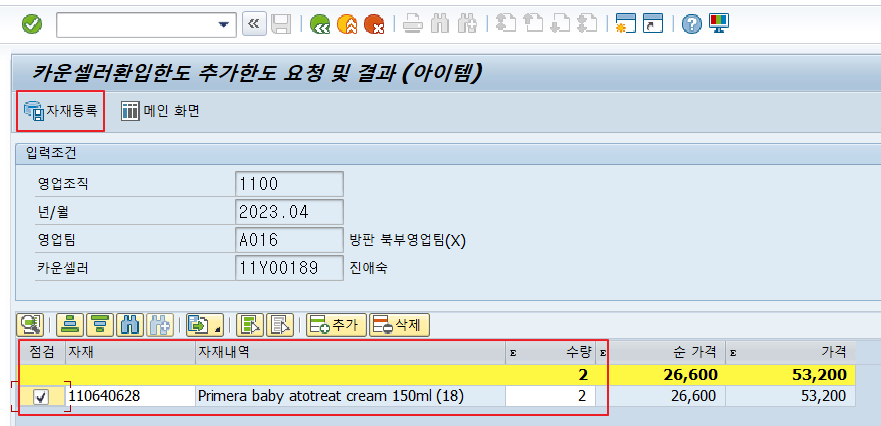 카운셀러환입한도 추가한도 요청 및 결과 (아이템)
자재등록 메인 화면
입력조건
영업조직 1100
년/월 2023.04
영업팀 A016 방판 북부영업팀(X)
카운셀러 11Y00189 진애숙
추가 삭제
점검 자재 자재내역 Σ 수량 Σ 순 가격 Σ 가격
2 26,600 53,200
110640628 Primera baby atotreat cream 150ml (18) 2 26,600 53,200